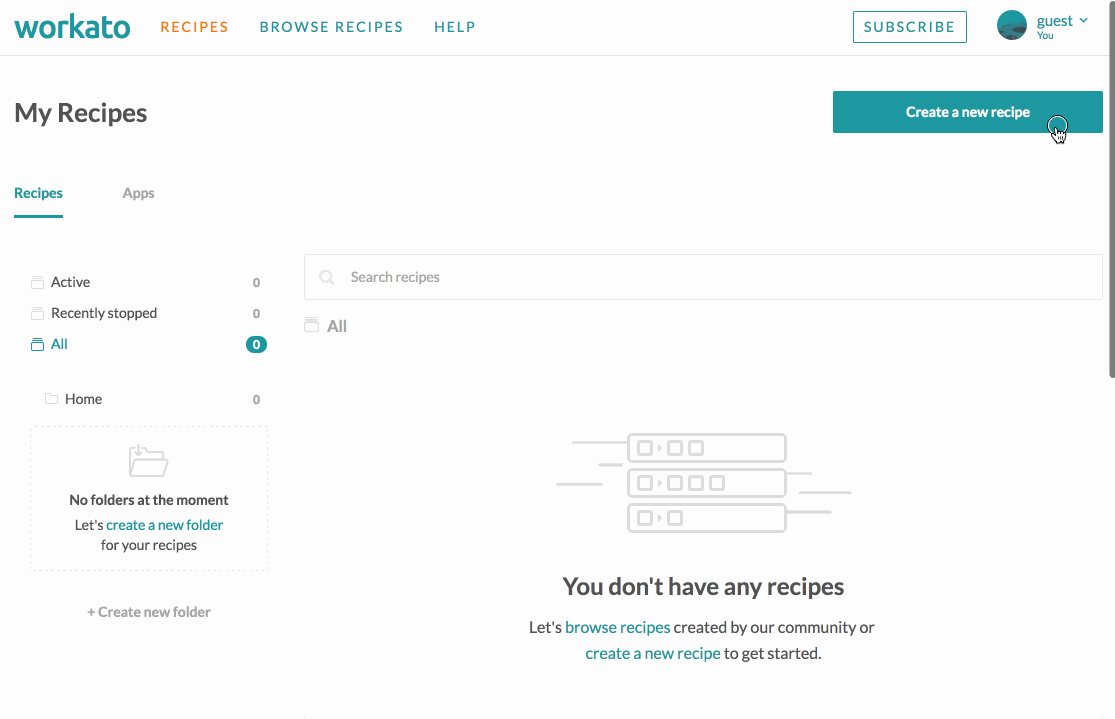 workato RECIPES BROWSE RECIPES HELP SUBSCRIBE guest
You
My Recipes Create a new recipe
Recipes Apps
Active 0
Recently stopped 0
All 0
Home 0
No folders at the moment
Let's create a new folder
for your recipes
+ Create new folder
Search recipes
All
You don't have any recipes
Let's browse recipes created by our community or
create a new recipe to get started.